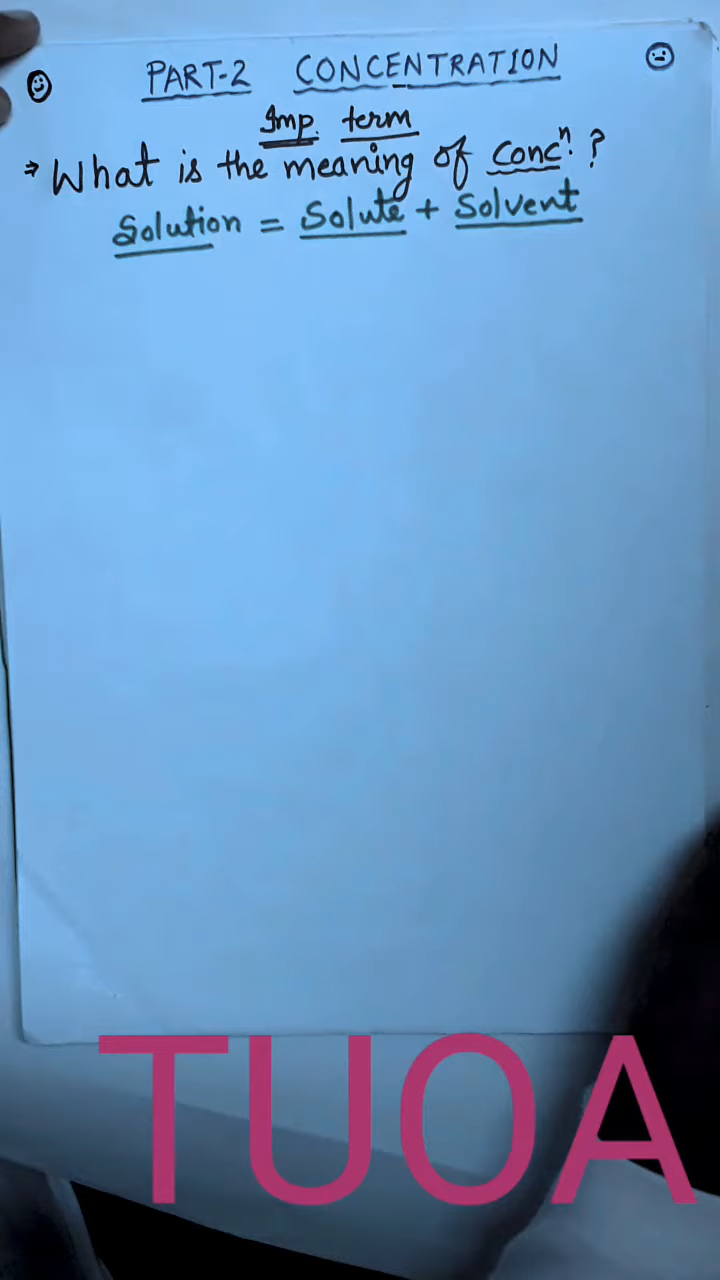 PART-2 CONCENTRATION
Imp. term
⇒ What is the meaning of Concⁿ. ?
Solution = Solute + Solvent
TUOA